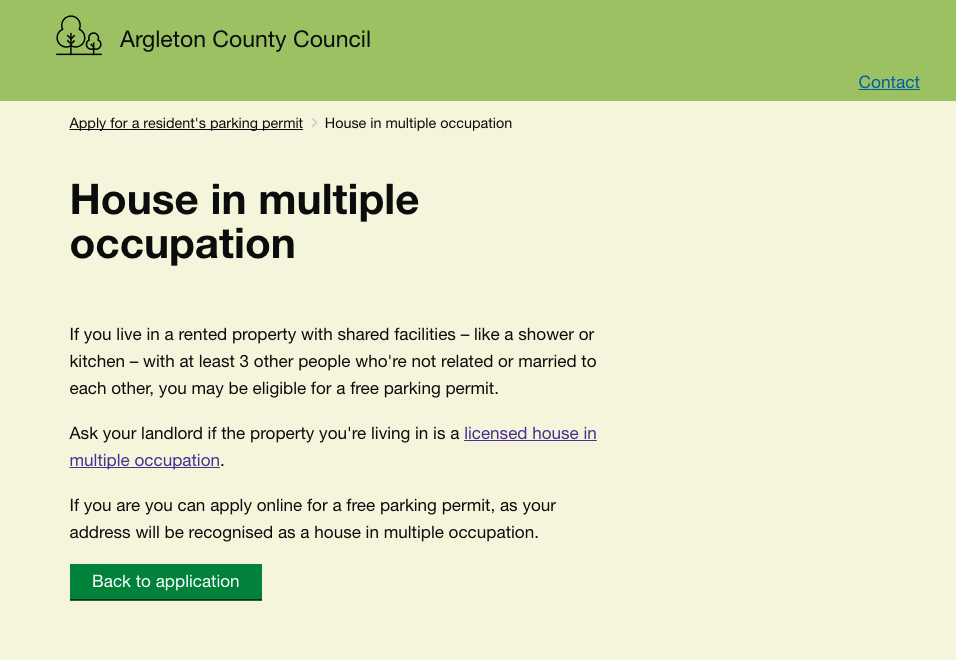 Argleton County Council
Contact
Apply for a resident's parking permit > House in multiple occupation
House in multiple
occupation
If you live in a rented property with shared facilities – like a shower or
kitchen – with at least 3 other people who're not related or married to
each other, you may be eligible for a free parking permit.
Ask your landlord if the property you're living in is a licensed house in
multiple occupation.
If you are you can apply online for a free parking permit, as your
address will be recognised as a house in multiple occupation.
Back to application